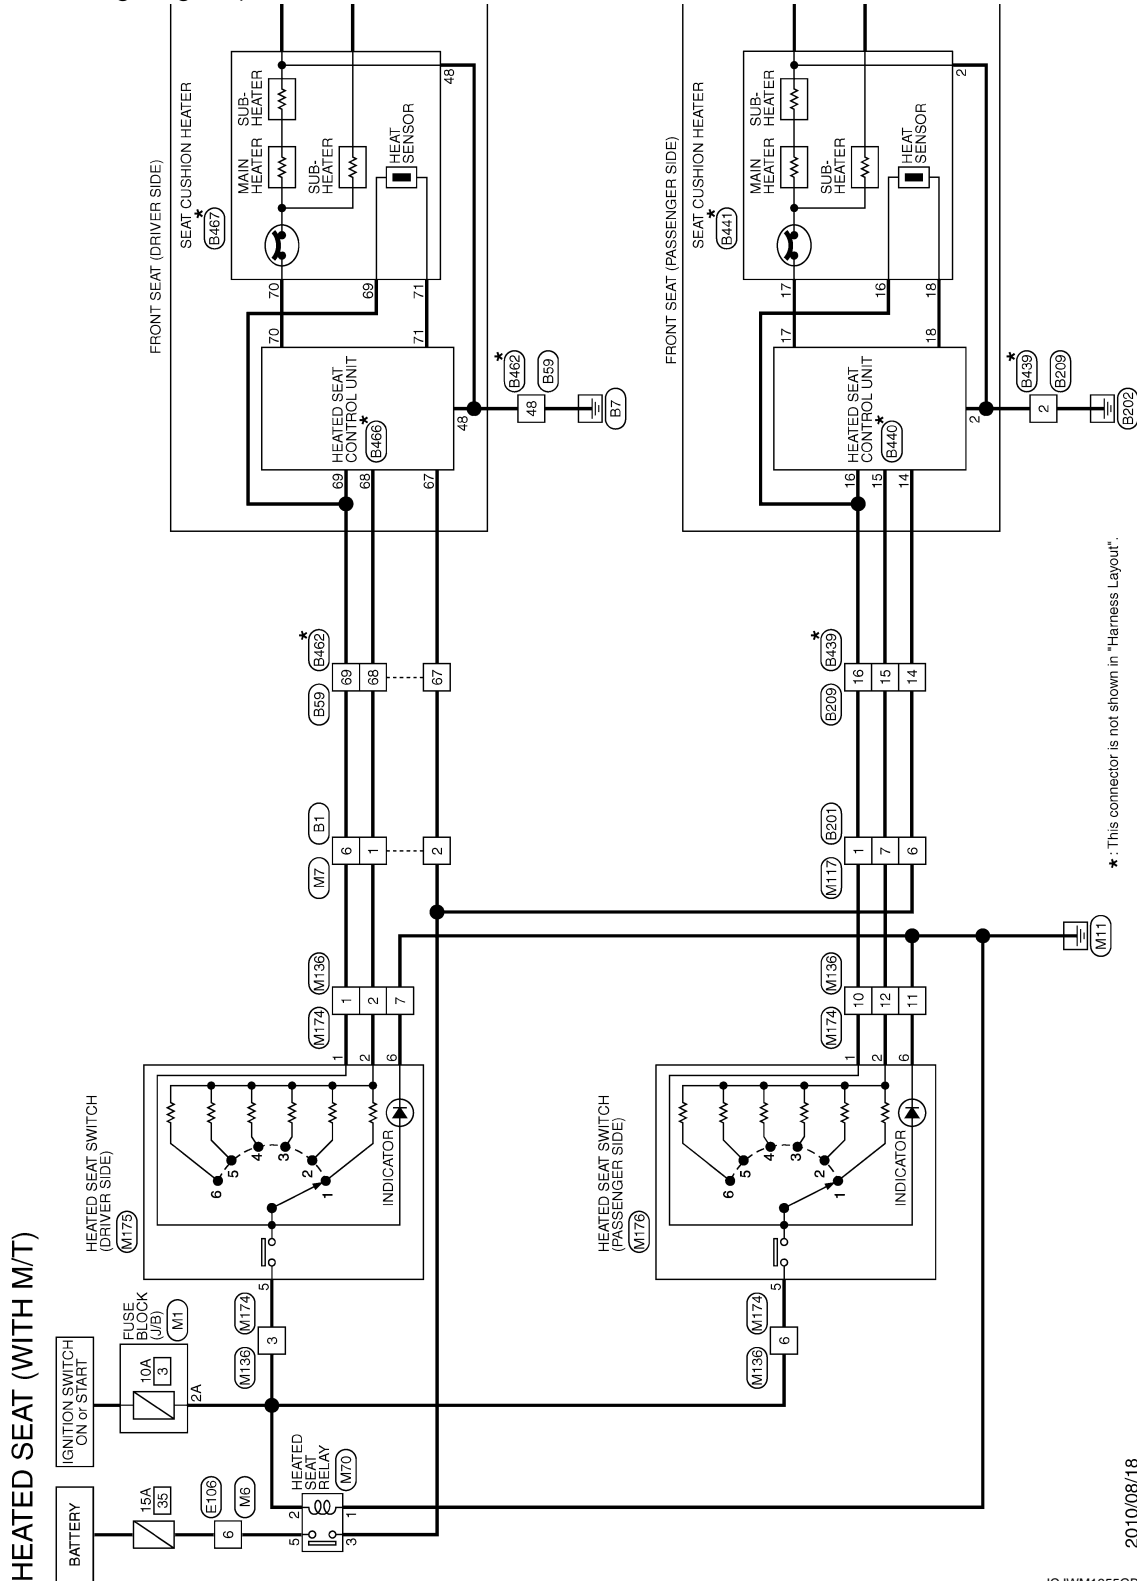 HEATED SEAT (WITH M/T)
BATTERY
15A
35
E106
6
M6
IGNITION SWITCH
ON or START
10A
3
FUSE
BLOCK
(J/B)
M1
2A
HEATED
SEAT
RELAY
M70
2
1
5
3
M136
3
M174
5
HEATED SEAT SWITCH
(DRIVER SIDE)
M175
6
5
4
3
2
1
INDICATOR
1
2
6
M174
M136
1
2
7
M7
B1
6
1
2
B59
B462
*
69
68
67
FRONT SEAT (DRIVER SIDE)
69
68
67
HEATED SEAT
CONTROL UNIT
*
B466
48
70
71
48
*
B462
B59
B7
SEAT CUSHION HEATER
*
B467
70
69
71
48
MAIN
HEATER
SUB-
HEATER
SUB-
HEATER
HEAT
SENSOR
M136
6
M174
5
HEATED SEAT SWITCH
(PASSENGER SIDE)
M176
6
5
4
3
2
1
INDICATOR
1
2
6
M174
M136
10
12
11
M11
M117
B201
1
7
6
B209
B439
*
16
15
14
FRONT SEAT (PASSENGER SIDE)
16
15
14
HEATED SEAT
CONTROL UNIT
*
B440
2
17
18
2
*
B439
B209
B202
SEAT CUSHION HEATER
*
B441
17
16
18
2
MAIN
HEATER
SUB-
HEATER
SUB-
HEATER
HEAT
SENSOR
* : This connector is not shown in "Harness Layout".
2010/08/18